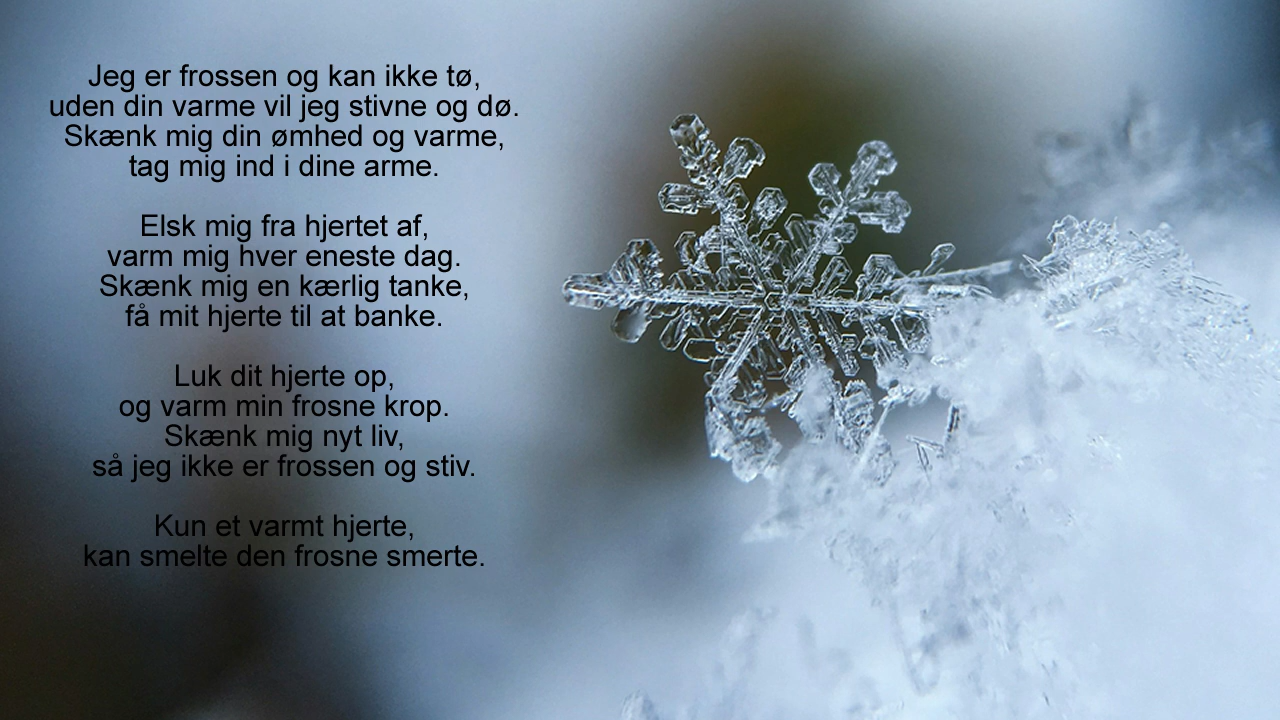 Jeg er frossen og kan ikke tø,
uden din varme vil jeg stivne og dø.
Skænk mig din ømhed og varme,
tag mig ind i dine arme.

Elsk mig fra hjertet af,
varm mig hver eneste dag.
Skænk mig en kærlig tanke,
få mit hjerte til at banke.

Luk dit hjerte op,
og varm min frosne krop.
Skænk mig nyt liv,
så jeg ikke er frossen og stiv.

Kun et varmt hjerte,
kan smelte den frosne smerte.